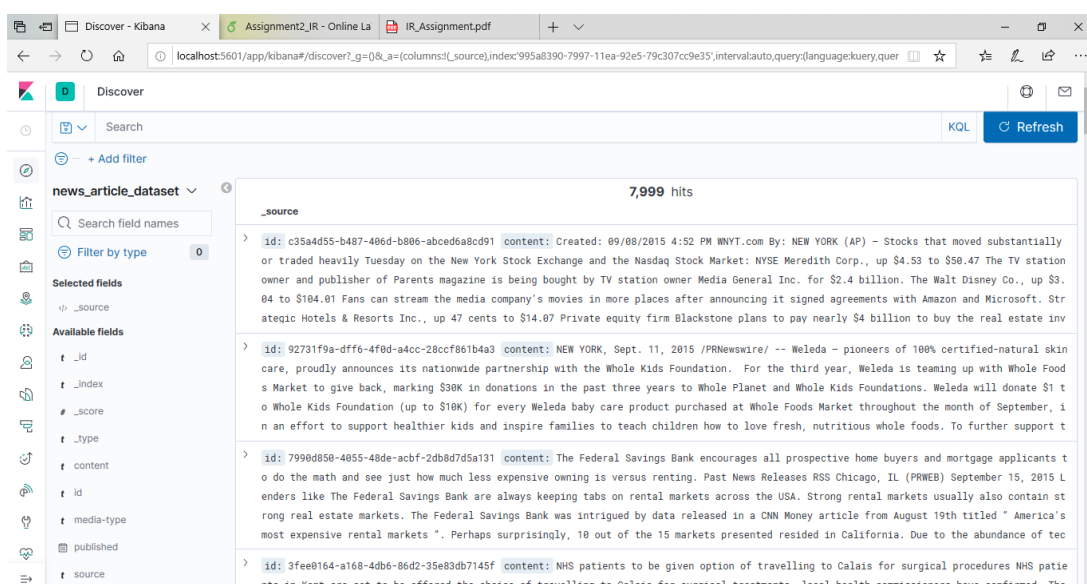 Discover - Kibana
Assignment2_IR - Online La
IR_Assignment.pdf
localhost:5601/app/kibana#/discover?_g=()&_a=(columns:!(_source),index:'995a8390-7997-11ea-92e5-79c307cc9e35',interval:auto,query:(language:kuery,quer
D
Discover
Search
KQL
Refresh
+ Add filter
news_article_dataset
7,999 hits
Search field names
_source
Filter by type
0
Selected fields
</> _source
Available fields
t _id
t _index
# _score
t _type
t content
t id
t media-type
published
t source
id: c35a4d55-b487-406d-b806-abced6a8cd91 content: Created: 09/08/2015 4:52 PM WNYT.com By: NEW YORK (AP) – Stocks that moved substantially
or traded heavily Tuesday on the New York Stock Exchange and the Nasdaq Stock Market: NYSE Meredith Corp., up $4.53 to $50.47 The TV station
owner and publisher of Parents magazine is being bought by TV station owner Media General Inc. for $2.4 billion. The Walt Disney Co., up $3.
04 to $104.01 Fans can stream the media company's movies in more places after announcing it signed agreements with Amazon and Microsoft. Str
ategic Hotels & Resorts Inc., up 47 cents to $14.07 Private equity firm Blackstone plans to pay nearly $4 billion to buy the real estate inv
id: 92731f9a-dff6-4f0d-a4cc-28ccf861b4a3 content: NEW YORK, Sept. 11, 2015 /PRNewswire/ -- Weleda – pioneers of 100% certified-natural skin
care, proudly announces its nationwide partnership with the Whole Kids Foundation. For the third year, Weleda is teaming up with Whole Food
s Market to give back, marking $30K in donations in the past three years to Whole Planet and Whole Kids Foundations. Weleda will donate $1 t
o Whole Kids Foundation (up to $10K) for every Weleda baby care product purchased at Whole Foods Market throughout the month of September, i
n an effort to support healthier kids and inspire families to teach children how to love fresh, nutritious whole foods. To further support t
id: 7990d850-4055-48de-acbf-2db8d7d5a131 content: The Federal Savings Bank encourages all prospective home buyers and mortgage applicants t
o do the math and see just how much less expensive owning is versus renting. Past News Releases RSS Chicago, IL (PRWEB) September 15, 2015 L
enders like The Federal Savings Bank are always keeping tabs on rental markets across the USA. Strong rental markets usually also contain st
rong real estate markets. The Federal Savings Bank was intrigued by data released in a CNN Money article from August 19th titled " America's
most expensive rental markets ". Perhaps surprisingly, 10 out of the 15 markets presented resided in California. Due to the abundance of tec
id: 3fee0164-a168-4db6-86d2-35e83db7145f content: NHS patients to be given option of travelling to Calais for surgical procedures NHS patie